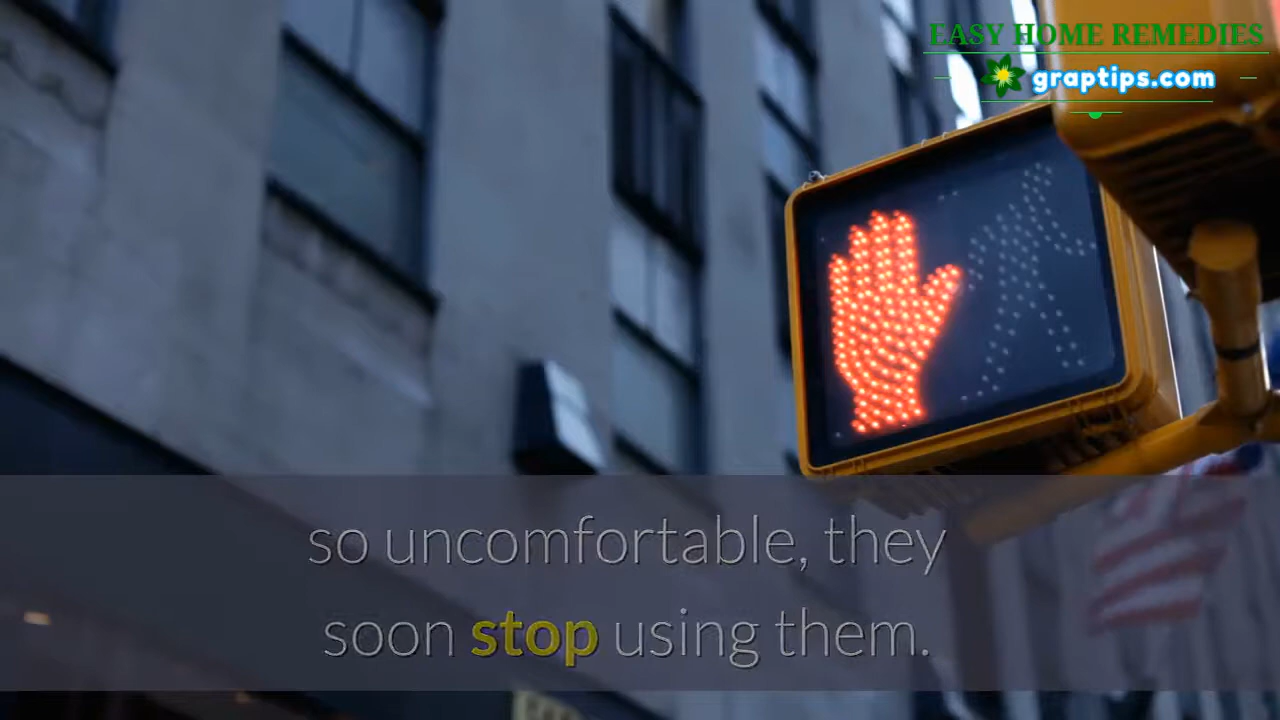 EASY HOME REMEDIES
graptips.com
so uncomfortable, they
soon stop using them.